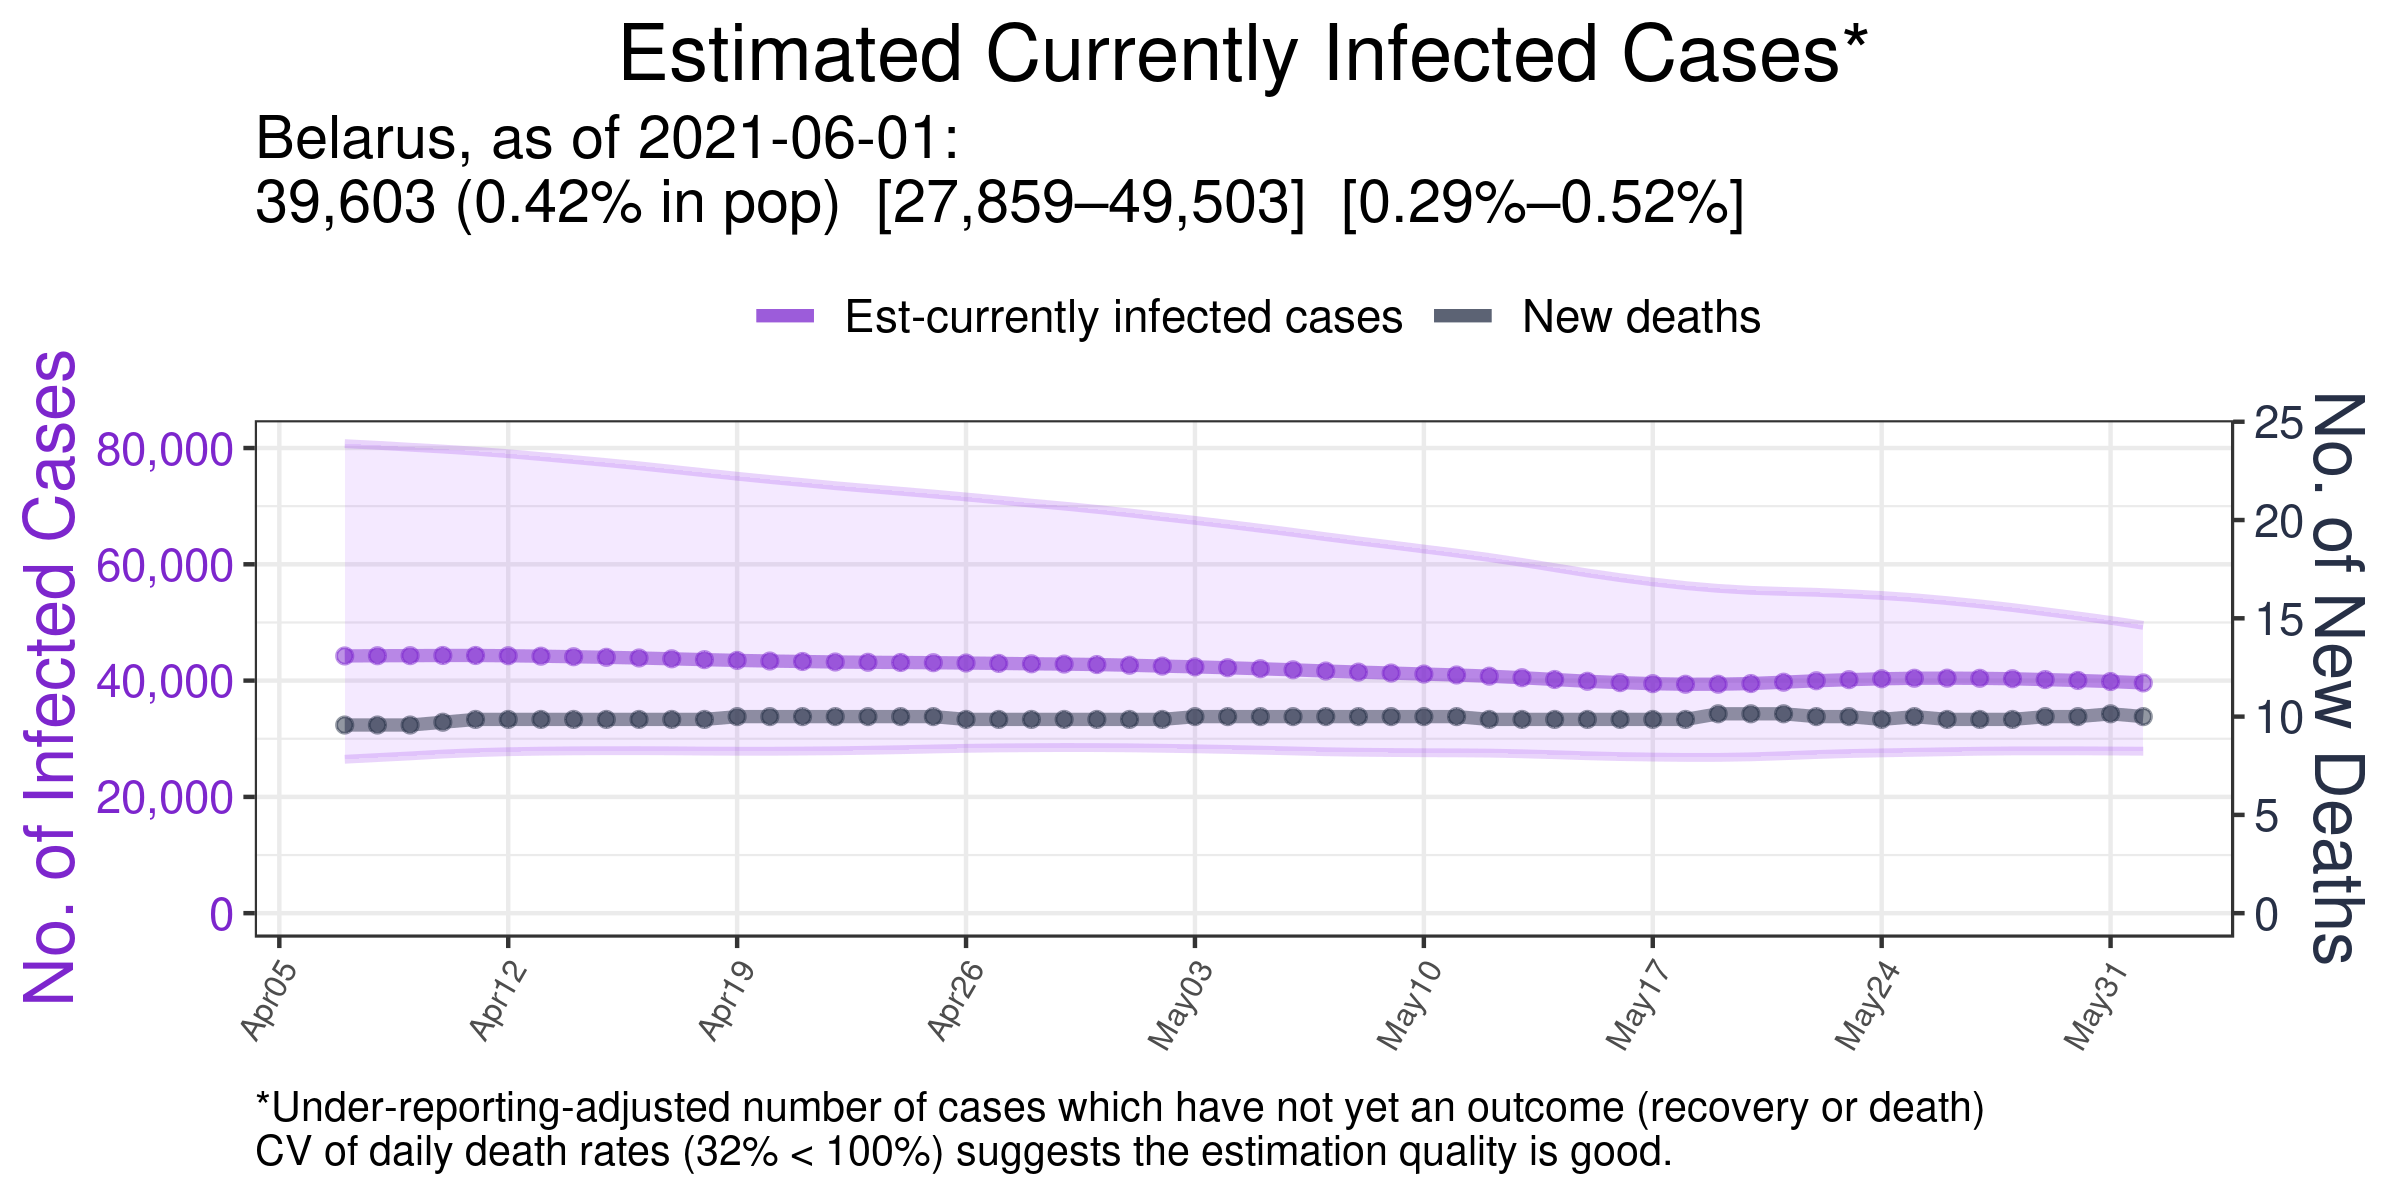 Estimated Currently Infected Cases*
Belarus, as of 2021-06-01:
39,603 (0.42% in pop)  [27,859–49,503]  [0.29%–0.52%]
Est-currently infected cases
New deaths
No. of Infected Cases
80,000
60,000
40,000
20,000
0
25
20
15
10
5
0
No. of New Deaths
Apr05
Apr12
Apr19
Apr26
May03
May10
May17
May24
May31
*Under-reporting-adjusted number of cases which have not yet an outcome (recovery or death)
CV of daily death rates (32% < 100%) suggests the estimation quality is good.